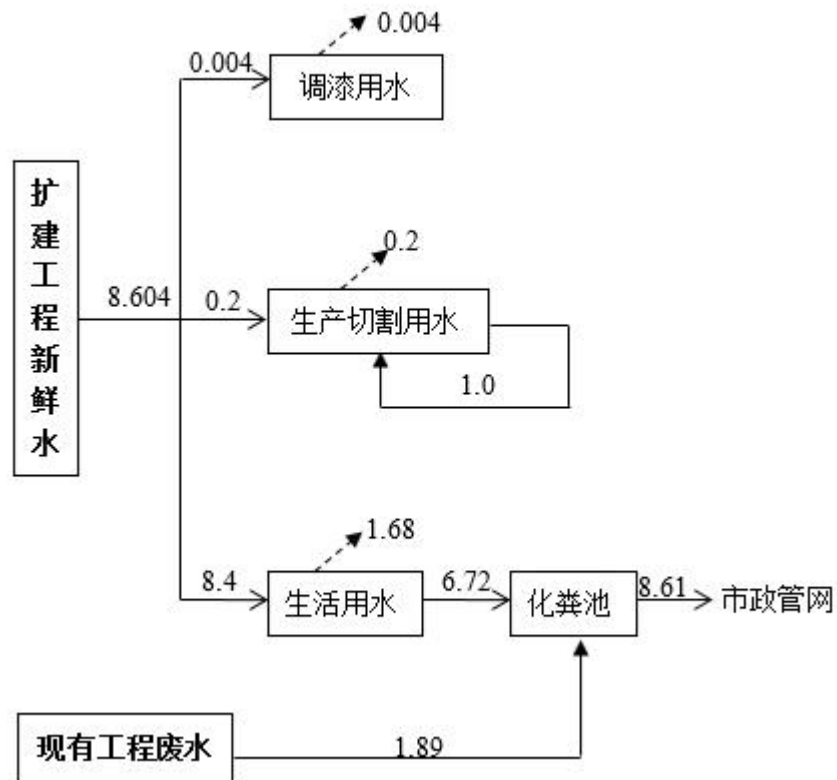 0.004
0.004
调漆用水
扩建工程新鲜水
8.604
0.2
0.2
生产切割用水
1.0
1.68
8.4
生活用水
6.72
化粪池
8.61
市政管网
现有工程废水
1.89